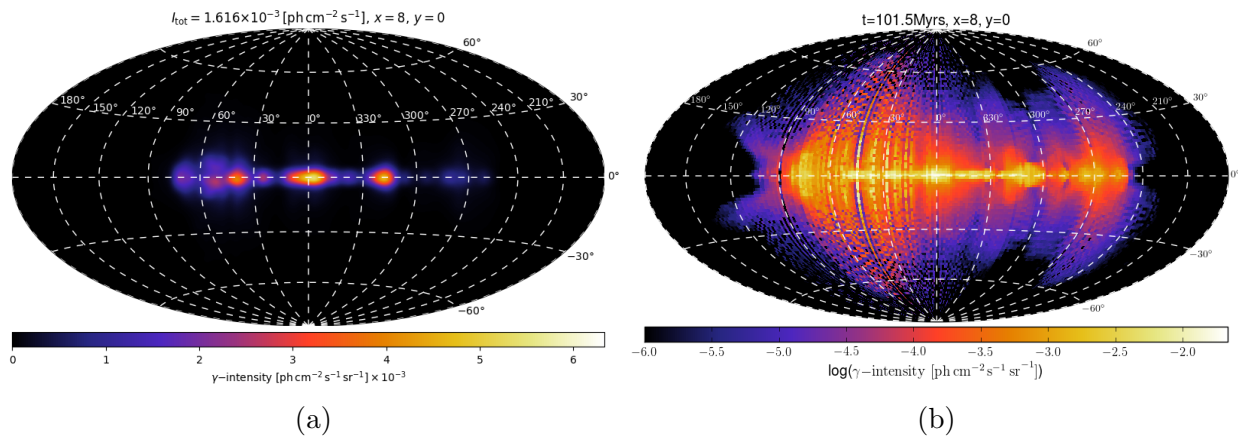 I_tot = 1.616×10⁻³ [ph cm⁻² s⁻¹], x = 8, y = 0
60°
30°
180° 150° 120° 90° 60° 30° 0° 330° 300° 270° 240° 210°
0°
−30°
−60°
0 1 2 3 4 5 6
γ−intensity [ph cm⁻² s⁻¹ sr⁻¹] × 10⁻³
(a)
t=101.5Myrs, x=8, y=0
60°
30°
180° 150° 120° 90° 60° 30° 0° 330° 300° 270° 240° 210°
0°
−30°
−60°
−6.0 −5.5 −5.0 −4.5 −4.0 −3.5 −3.0 −2.5 −2.0
log(γ−intensity [ph cm⁻² s⁻¹ sr⁻¹])
(b)